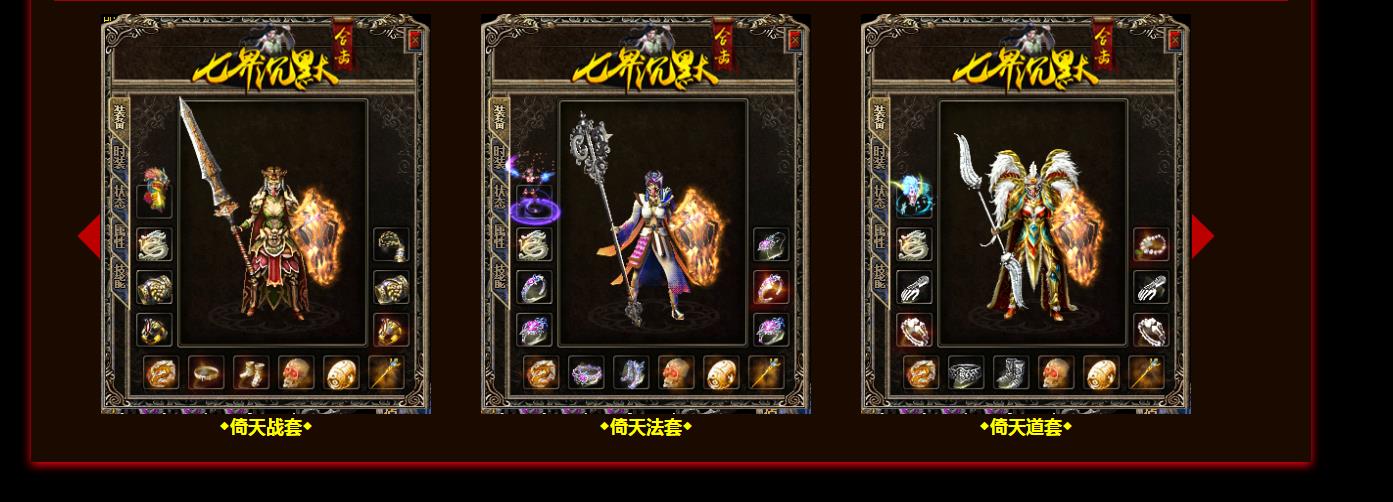 七界沉默
合击
装备
时装
状态
属性
技能
七界沉默
合击
装备
时装
状态
属性
技能
七界沉默
合击
装备
时装
状态
属性
技能
◆倚天战套◆
◆倚天法套◆
◆倚天道套◆